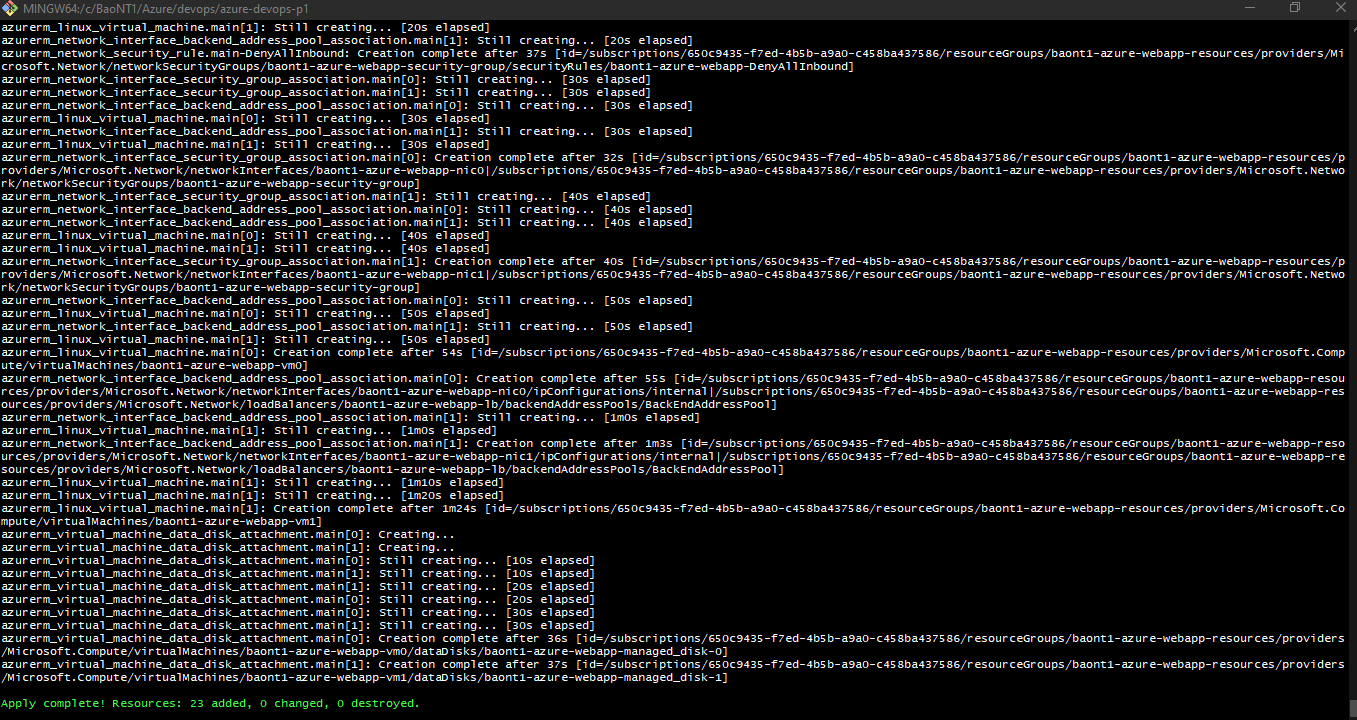 MINGW64:/c/BaoNT1/Azure/devops/azure-devops-p1
azurerm_linux_virtual_machine.main[1]: Still creating... [20s elapsed]
azurerm_network_interface_backend_address_pool_association.main[1]: Still creating... [20s elapsed]
azurerm_network_security_rule.main-DenyAllInbound: Creation complete after 37s [id=/subscriptions/650c9435-f7ed-4b5b-a9a0-c458ba437586/resourceGroups/baont1-azure-webapp-resources/providers/Mi
crosoft.Network/networkSecurityGroups/baont1-azure-webapp-security-group/securityRules/baont1-azure-webapp-DenyAllInbound]
azurerm_network_interface_security_group_association.main[0]: Still creating... [30s elapsed]
azurerm_network_interface_security_group_association.main[1]: Still creating... [30s elapsed]
azurerm_network_interface_backend_address_pool_association.main[0]: Still creating... [30s elapsed]
azurerm_linux_virtual_machine.main[0]: Still creating... [30s elapsed]
azurerm_network_interface_backend_address_pool_association.main[1]: Still creating... [30s elapsed]
azurerm_linux_virtual_machine.main[1]: Still creating... [30s elapsed]
azurerm_network_interface_security_group_association.main[0]: Creation complete after 32s [id=/subscriptions/650c9435-f7ed-4b5b-a9a0-c458ba437586/resourceGroups/baont1-azure-webapp-resources/p
roviders/Microsoft.Network/networkInterfaces/baont1-azure-webapp-nic0|/subscriptions/650c9435-f7ed-4b5b-a9a0-c458ba437586/resourceGroups/baont1-azure-webapp-resources/providers/Microsoft.Netwo
rk/networkSecurityGroups/baont1-azure-webapp-security-group]
azurerm_network_interface_security_group_association.main[1]: Still creating... [40s elapsed]
azurerm_network_interface_backend_address_pool_association.main[0]: Still creating... [40s elapsed]
azurerm_network_interface_backend_address_pool_association.main[1]: Still creating... [40s elapsed]
azurerm_linux_virtual_machine.main[0]: Still creating... [40s elapsed]
azurerm_linux_virtual_machine.main[1]: Still creating... [40s elapsed]
azurerm_network_interface_security_group_association.main[1]: Creation complete after 40s [id=/subscriptions/650c9435-f7ed-4b5b-a9a0-c458ba437586/resourceGroups/baont1-azure-webapp-resources/p
roviders/Microsoft.Network/networkInterfaces/baont1-azure-webapp-nic1|/subscriptions/650c9435-f7ed-4b5b-a9a0-c458ba437586/resourceGroups/baont1-azure-webapp-resources/providers/Microsoft.Netwo
rk/networkSecurityGroups/baont1-azure-webapp-security-group]
azurerm_network_interface_backend_address_pool_association.main[0]: Still creating... [50s elapsed]
azurerm_linux_virtual_machine.main[0]: Still creating... [50s elapsed]
azurerm_network_interface_backend_address_pool_association.main[1]: Still creating... [50s elapsed]
azurerm_linux_virtual_machine.main[1]: Still creating... [50s elapsed]
azurerm_linux_virtual_machine.main[0]: Creation complete after 54s [id=/subscriptions/650c9435-f7ed-4b5b-a9a0-c458ba437586/resourceGroups/baont1-azure-webapp-resources/providers/Microsoft.Comp
ute/virtualMachines/baont1-azure-webapp-vm0]
azurerm_network_interface_backend_address_pool_association.main[0]: Creation complete after 55s [id=/subscriptions/650c9435-f7ed-4b5b-a9a0-c458ba437586/resourceGroups/baont1-azure-webapp-resou
rces/providers/Microsoft.Network/networkInterfaces/baont1-azure-webapp-nic0/ipConfigurations/internal|/subscriptions/650c9435-f7ed-4b5b-a9a0-c458ba437586/resourceGroups/baont1-azure-webapp-res
ources/providers/Microsoft.Network/loadBalancers/baont1-azure-webapp-lb/backendAddressPools/BackEndAddressPool]
azurerm_network_interface_backend_address_pool_association.main[1]: Still creating... [1m0s elapsed]
azurerm_linux_virtual_machine.main[1]: Still creating... [1m0s elapsed]
azurerm_network_interface_backend_address_pool_association.main[1]: Creation complete after 1m3s [id=/subscriptions/650c9435-f7ed-4b5b-a9a0-c458ba437586/resourceGroups/baont1-azure-webapp-reso
urces/providers/Microsoft.Network/networkInterfaces/baont1-azure-webapp-nic1/ipConfigurations/internal|/subscriptions/650c9435-f7ed-4b5b-a9a0-c458ba437586/resourceGroups/baont1-azure-webapp-re
sources/providers/Microsoft.Network/loadBalancers/baont1-azure-webapp-lb/backendAddressPools/BackEndAddressPool]
azurerm_linux_virtual_machine.main[1]: Still creating... [1m10s elapsed]
azurerm_linux_virtual_machine.main[1]: Still creating... [1m20s elapsed]
azurerm_linux_virtual_machine.main[1]: Creation complete after 1m24s [id=/subscriptions/650c9435-f7ed-4b5b-a9a0-c458ba437586/resourceGroups/baont1-azure-webapp-resources/providers/Microsoft.Co
mpute/virtualMachines/baont1-azure-webapp-vm1]
azurerm_virtual_machine_data_disk_attachment.main[0]: Creating...
azurerm_virtual_machine_data_disk_attachment.main[1]: Creating...
azurerm_virtual_machine_data_disk_attachment.main[0]: Still creating... [10s elapsed]
azurerm_virtual_machine_data_disk_attachment.main[1]: Still creating... [10s elapsed]
azurerm_virtual_machine_data_disk_attachment.main[1]: Still creating... [20s elapsed]
azurerm_virtual_machine_data_disk_attachment.main[0]: Still creating... [20s elapsed]
azurerm_virtual_machine_data_disk_attachment.main[0]: Still creating... [30s elapsed]
azurerm_virtual_machine_data_disk_attachment.main[1]: Still creating... [30s elapsed]
azurerm_virtual_machine_data_disk_attachment.main[0]: Creation complete after 36s [id=/subscriptions/650c9435-f7ed-4b5b-a9a0-c458ba437586/resourceGroups/baont1-azure-webapp-resources/providers
/Microsoft.Compute/virtualMachines/baont1-azure-webapp-vm0/dataDisks/baont1-azure-webapp-managed_disk-0]
azurerm_virtual_machine_data_disk_attachment.main[1]: Creation complete after 37s [id=/subscriptions/650c9435-f7ed-4b5b-a9a0-c458ba437586/resourceGroups/baont1-azure-webapp-resources/providers
/Microsoft.Compute/virtualMachines/baont1-azure-webapp-vm1/dataDisks/baont1-azure-webapp-managed_disk-1]
Apply complete! Resources: 23 added, 0 changed, 0 destroyed.